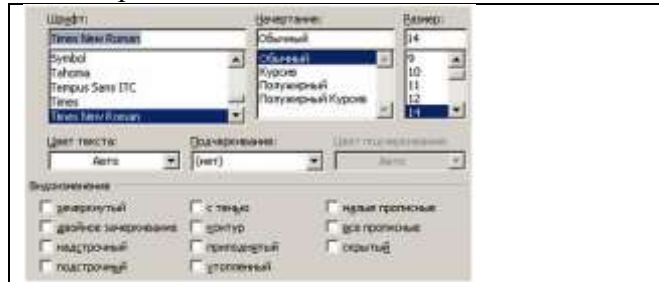 Шрифт: Начертание: Размер:
Times New Roman Обычный 14
Symbol Обычный 9
Tahoma Курсив 10
Tempus Sans ITC Полужирный 11
Times Полужирный Курсив 12
Times New Roman 14
Цвет текста: Подчеркивание: Цвет подчеркивания:
Авто (нет) Авто
Видоизменение
зачеркнутый с тенью малые прописные
двойное зачеркивание контур все прописные
надстрочный приподнятый скрытый
подстрочный утопленный